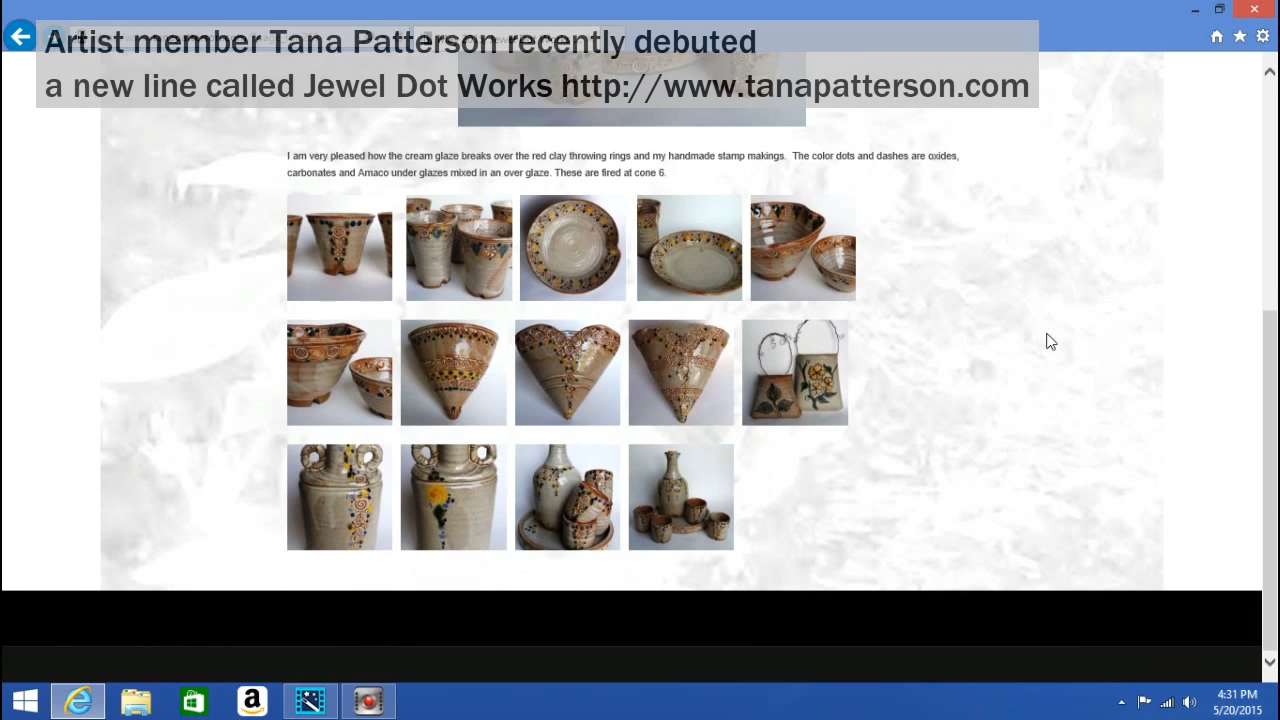 Artist member Tana Patterson recently debuted
a new line called Jewel Dot Works http://www.tanapatterson.com
I am very pleased how the cream glaze breaks over the red clay throwing rings and my handmade stamp makings. The color dots and dashes are oxides,
carbonates and Amaco under glazes mixed in an over glaze. These are fired at cone 6.
4:31 PM
5/20/2015